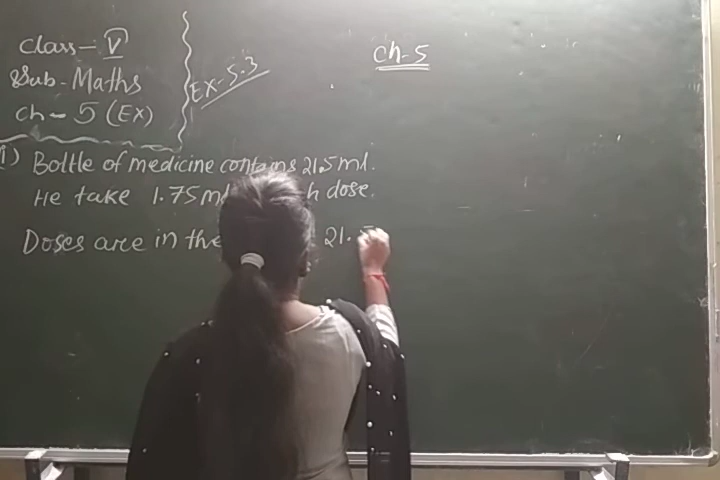 Class - V
Sub - Maths
Ch - 5 (Ex)
Ex - 5.3
Ch-5
1) Bottle of medicine contains 21.5 ml.
He take 1.75 ml dose.
Doses are in the 21.